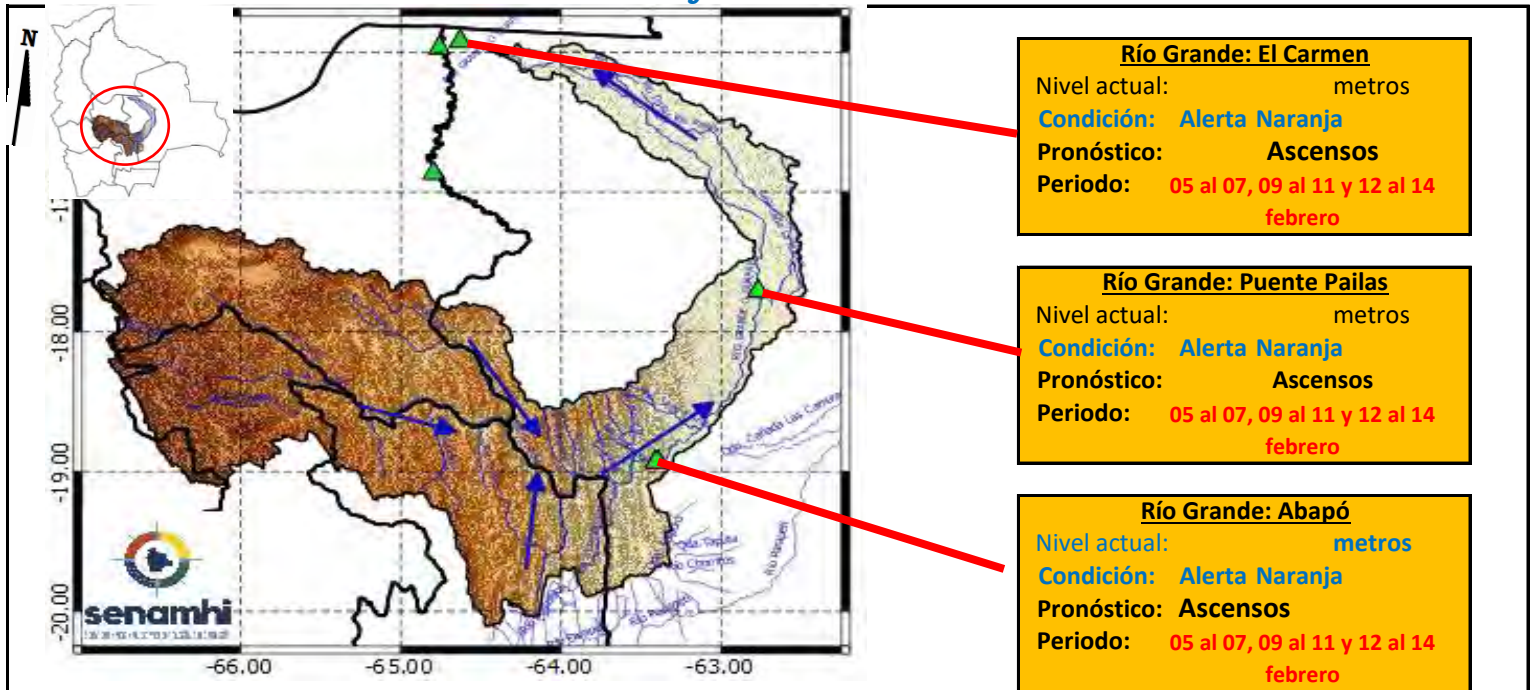 N
-17
-18.00
-19.00
-20.00
-66.00
-65.00
-64.00
-63.00
senamhi
Río Grande: El Carmen
Nivel actual: metros
Condición: Alerta Naranja
Pronóstico: Ascensos
Periodo: 05 al 07, 09 al 11 y 12 al 14
febrero
Río Grande: Puente Pailas
Nivel actual: metros
Condición: Alerta Naranja
Pronóstico: Ascensos
Periodo: 05 al 07, 09 al 11 y 12 al 14
febrero
Río Grande: Abapó
Nivel actual: metros
Condición: Alerta Naranja
Pronóstico: Ascensos
Periodo: 05 al 07, 09 al 11 y 12 al 14
febrero